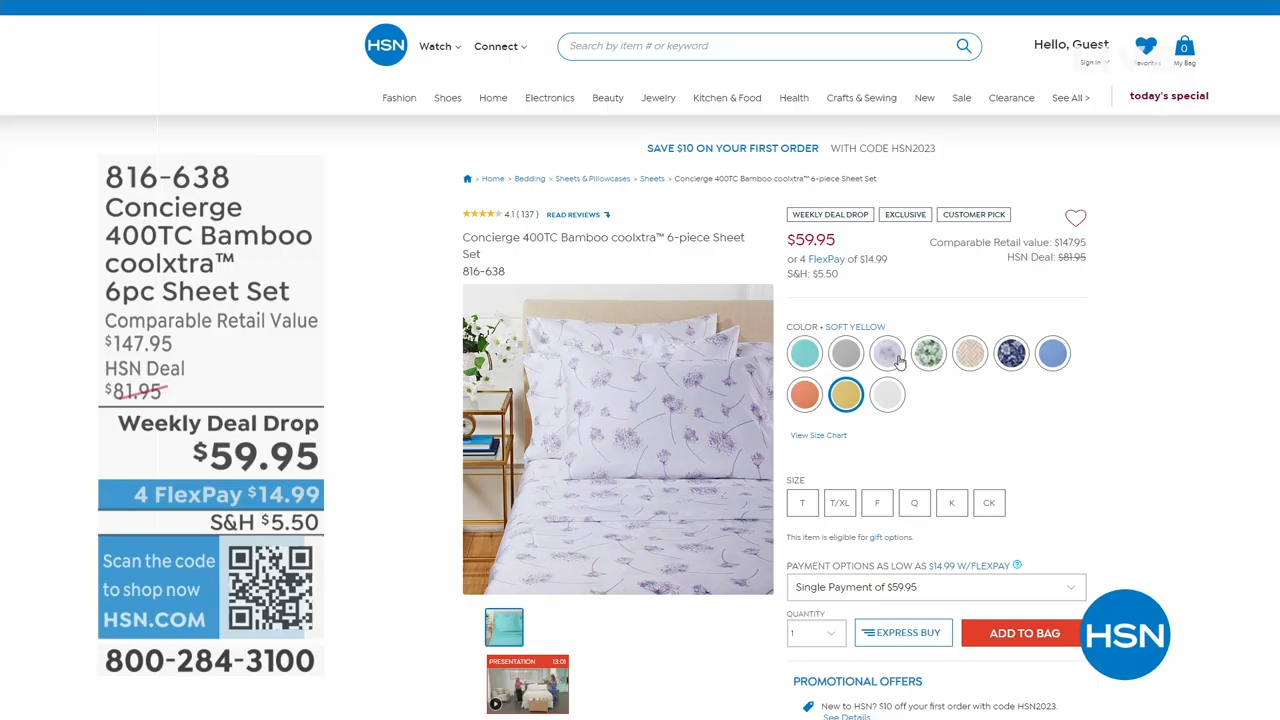 HSN
Watch
Connect
Search by item # or keyword
Hello, Guest
Sign In
Favorites
0
My Bag
Fashion
Shoes
Home
Electronics
Beauty
Jewelry
Kitchen & Food
Health
Crafts & Sewing
New
Sale
Clearance
See All >
today's special
SAVE $10 ON YOUR FIRST ORDER WITH CODE HSN2023
Home > Bedding > Sheets & Pillowcases > Sheets > Concierge 400TC Bamboo coolxtra™ 6-piece Sheet Set
816-638
Concierge
400TC Bamboo
coolxtra™
6pc Sheet Set
Comparable Retail Value
$147.95
HSN Deal
$81.95
Weekly Deal Drop
$59.95
4 FlexPay $14.99
S&H $5.50
Scan the code
to shop now
HSN.COM
800-284-3100
4.1 ( 137 ) READ REVIEWS
Concierge 400TC Bamboo coolxtra™ 6-piece Sheet
Set
816-638
PRESENTATION 13:01
WEEKLY DEAL DROP
EXCLUSIVE
CUSTOMER PICK
$59.95
Comparable Retail value: $147.95
or 4 FlexPay of $14.99
HSN Deal: $81.95
S&H: $5.50
COLOR • SOFT YELLOW
View Size Chart
SIZE
T
T/XL
F
Q
K
CK
This item is eligible for gift options.
PAYMENT OPTIONS AS LOW AS $14.99 W/FLEXPAY
Single Payment of $59.95
QUANTITY
1
EXPRESS BUY
ADD TO BAG
HSN
PROMOTIONAL OFFERS
New to HSN? $10 off your first order with code HSN2023.
See Details